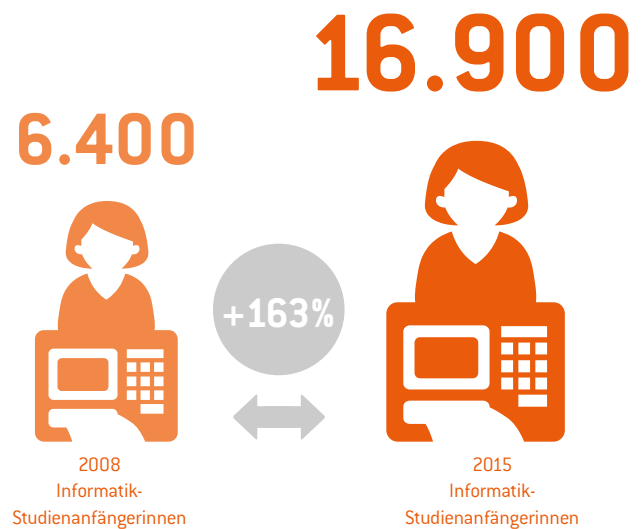 16.900
6.400
+163%
2008
Informatik-
Studienanfängerinnen
2015
Informatik-
Studienanfängerinnen